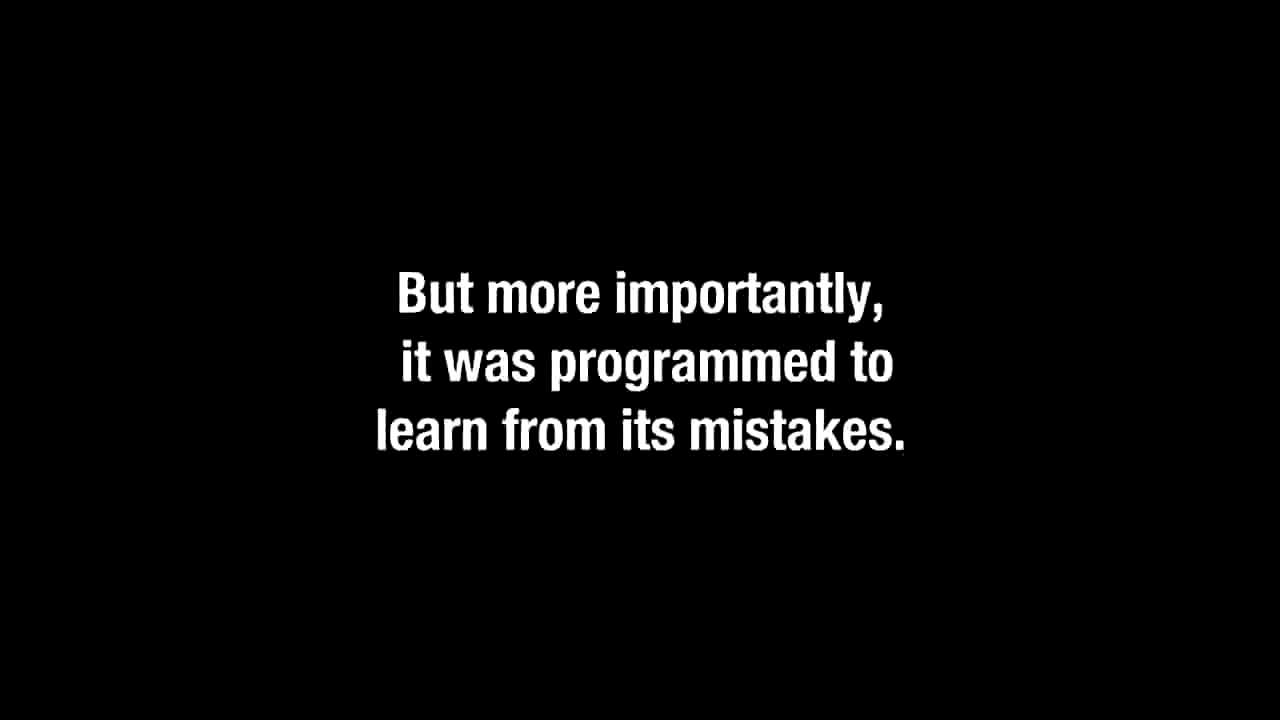 But more importantly,
it was programmed to
learn from its mistakes.